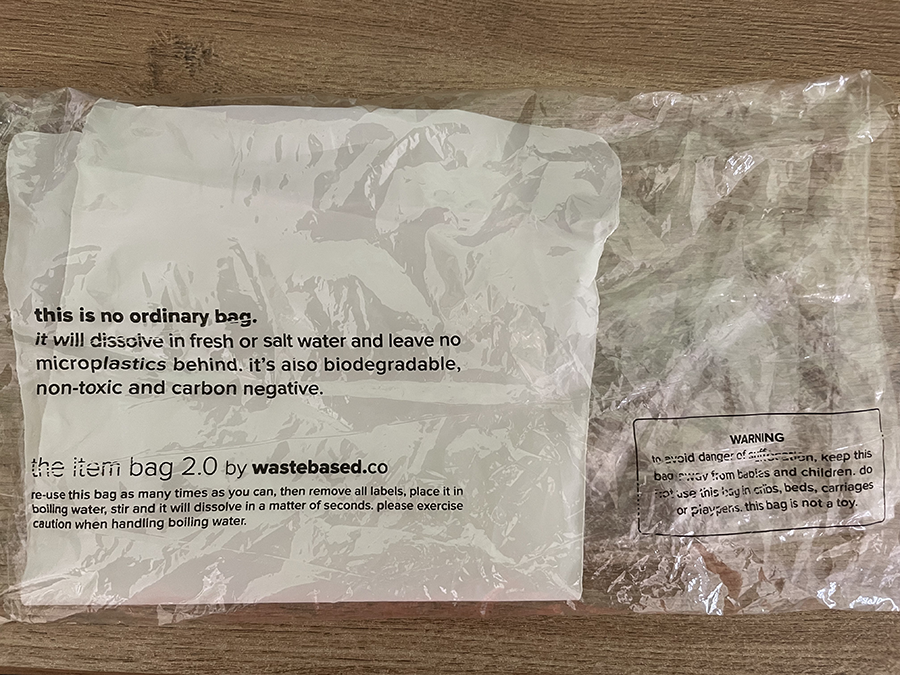 this is no ordinary bag.
it will dissolve in fresh or salt water and leave no
microplastics behind. it's also biodegradable,
non-toxic and carbon negative.
the item bag 2.0 by wastebased.co
re-use this bag as many times as you can, then remove all labels, place it in
boiling water, stir and it will dissolve in a matter of seconds. please exercise
caution when handling boiling water.
WARNING
to avoid danger of suffocation, keep this
bag away from babies and children. do
not use this bag in cribs, beds, carriages
or playpens. this bag is not a toy.